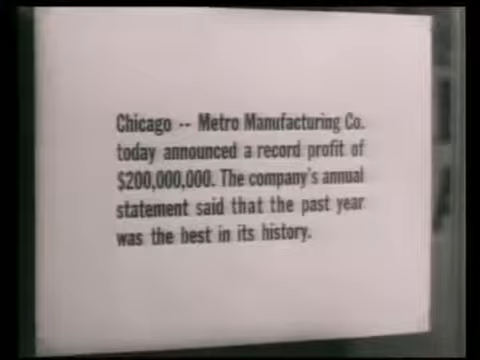 Chicago -- Metro Manufacturing Co.
today announced a record profit of
$200,000,000. The company's annual
statement said that the past year
was the best in its history.